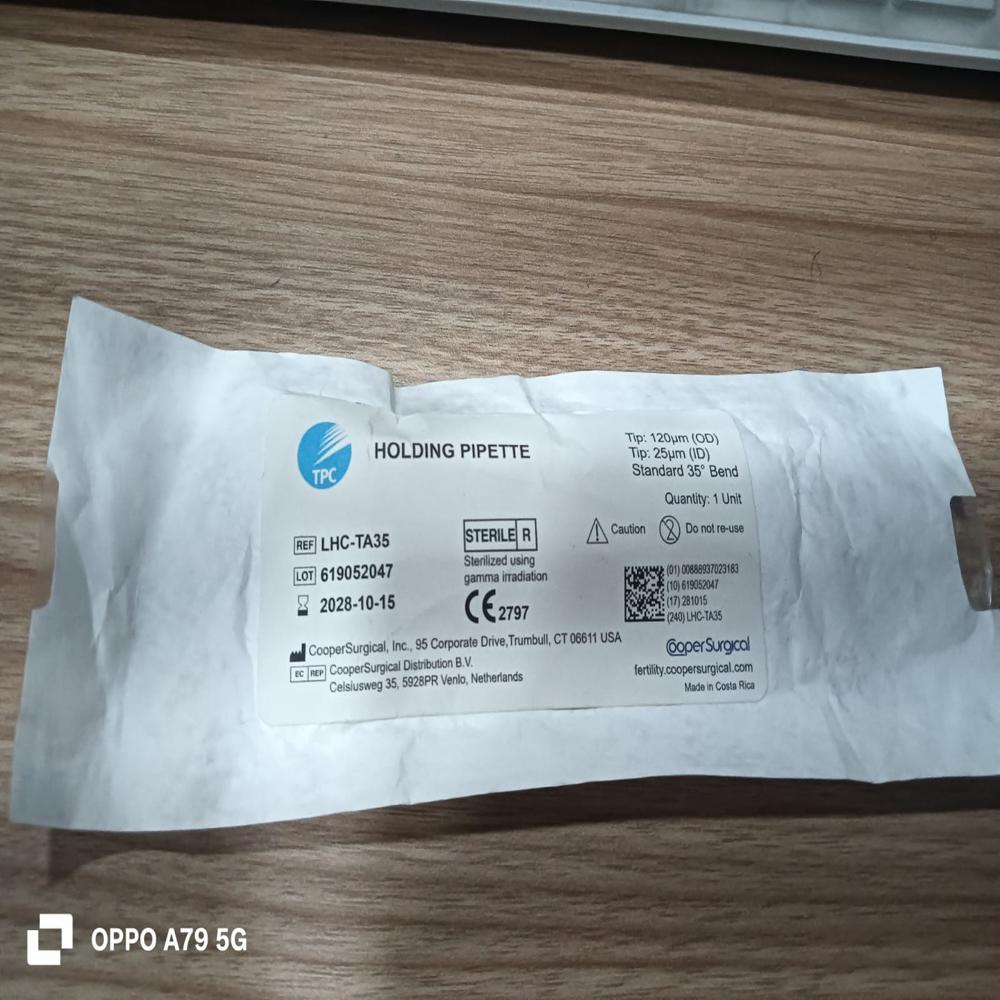 TPC
HOLDING PIPETTE
Tip: 120µm (OD)
Tip: 25µm (ID)
Standard 35° Bend
Quantity: 1 Unit
REF LHC-TA35
LOT 619052047
2028-10-15
STERILE R
Sterilized using
gamma irradiation
CE 2797
Caution
Do not re-use
(01) 00888937023183
(10) 619052047
(17) 281015
(240) LHC-TA35
CooperSurgical, Inc., 95 Corporate Drive,Trumbull, CT 06611 USA
EC REP CooperSurgical Distribution B.V.
Celsiusweg 35, 5928PR Venlo, Netherlands
CooperSurgical
fertility.coopersurgical.com
Made in Costa Rica
OPPO A79 5G